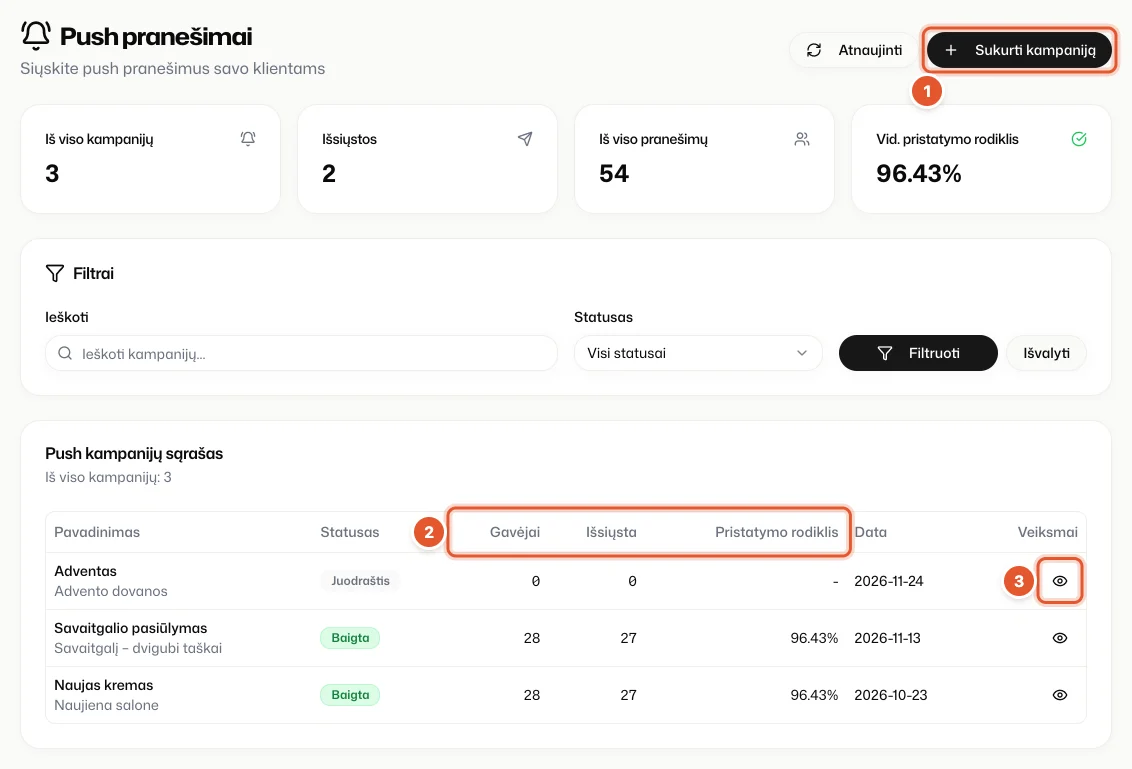 Push pranešimai
Siųskite push pranešimus savo klientams
Atnaujinti
Sukurti kampaniją
1
Iš viso kampanijų
3
Išsiųstos
2
Iš viso pranešimų
54
Vid. pristatymo rodiklis
96.43%
Filtrai
Ieškoti
Ieškoti kampanijų...
Statusas
Visi statusai
Filtruoti
Išvalyti
Push kampanijų sąrašas
Iš viso kampanijų: 3
Pavadinimas Statusas 2 Gavėjai Išsiųsta Pristatymo rodiklis Data Veiksmai
Adventas
Advento dovanos
Juodraštis 0 0 - 2026-11-24 3
Savaitgalio pasiūlymas
Savaitgalį – dvigubi taškai
Baigta 28 27 96.43% 2026-11-13
Naujas kremas
Naujiena salone
Baigta 28 27 96.43% 2026-10-23